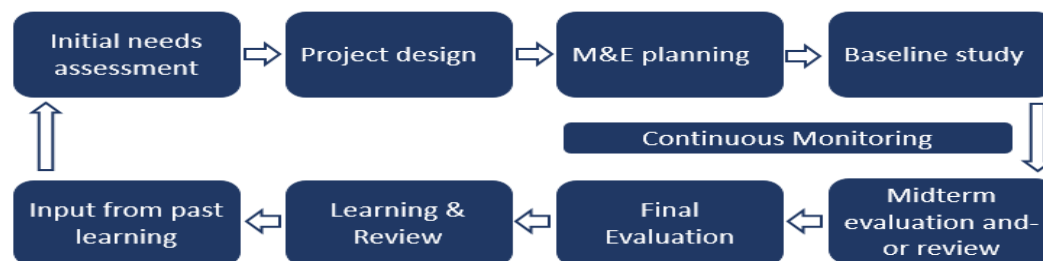 Initial needs
assessment
Project design
M&E planning
Baseline study
Continuous Monitoring
Input from past
learning
Learning &
Review
Final
Evaluation
Midterm
evaluation and-
or review